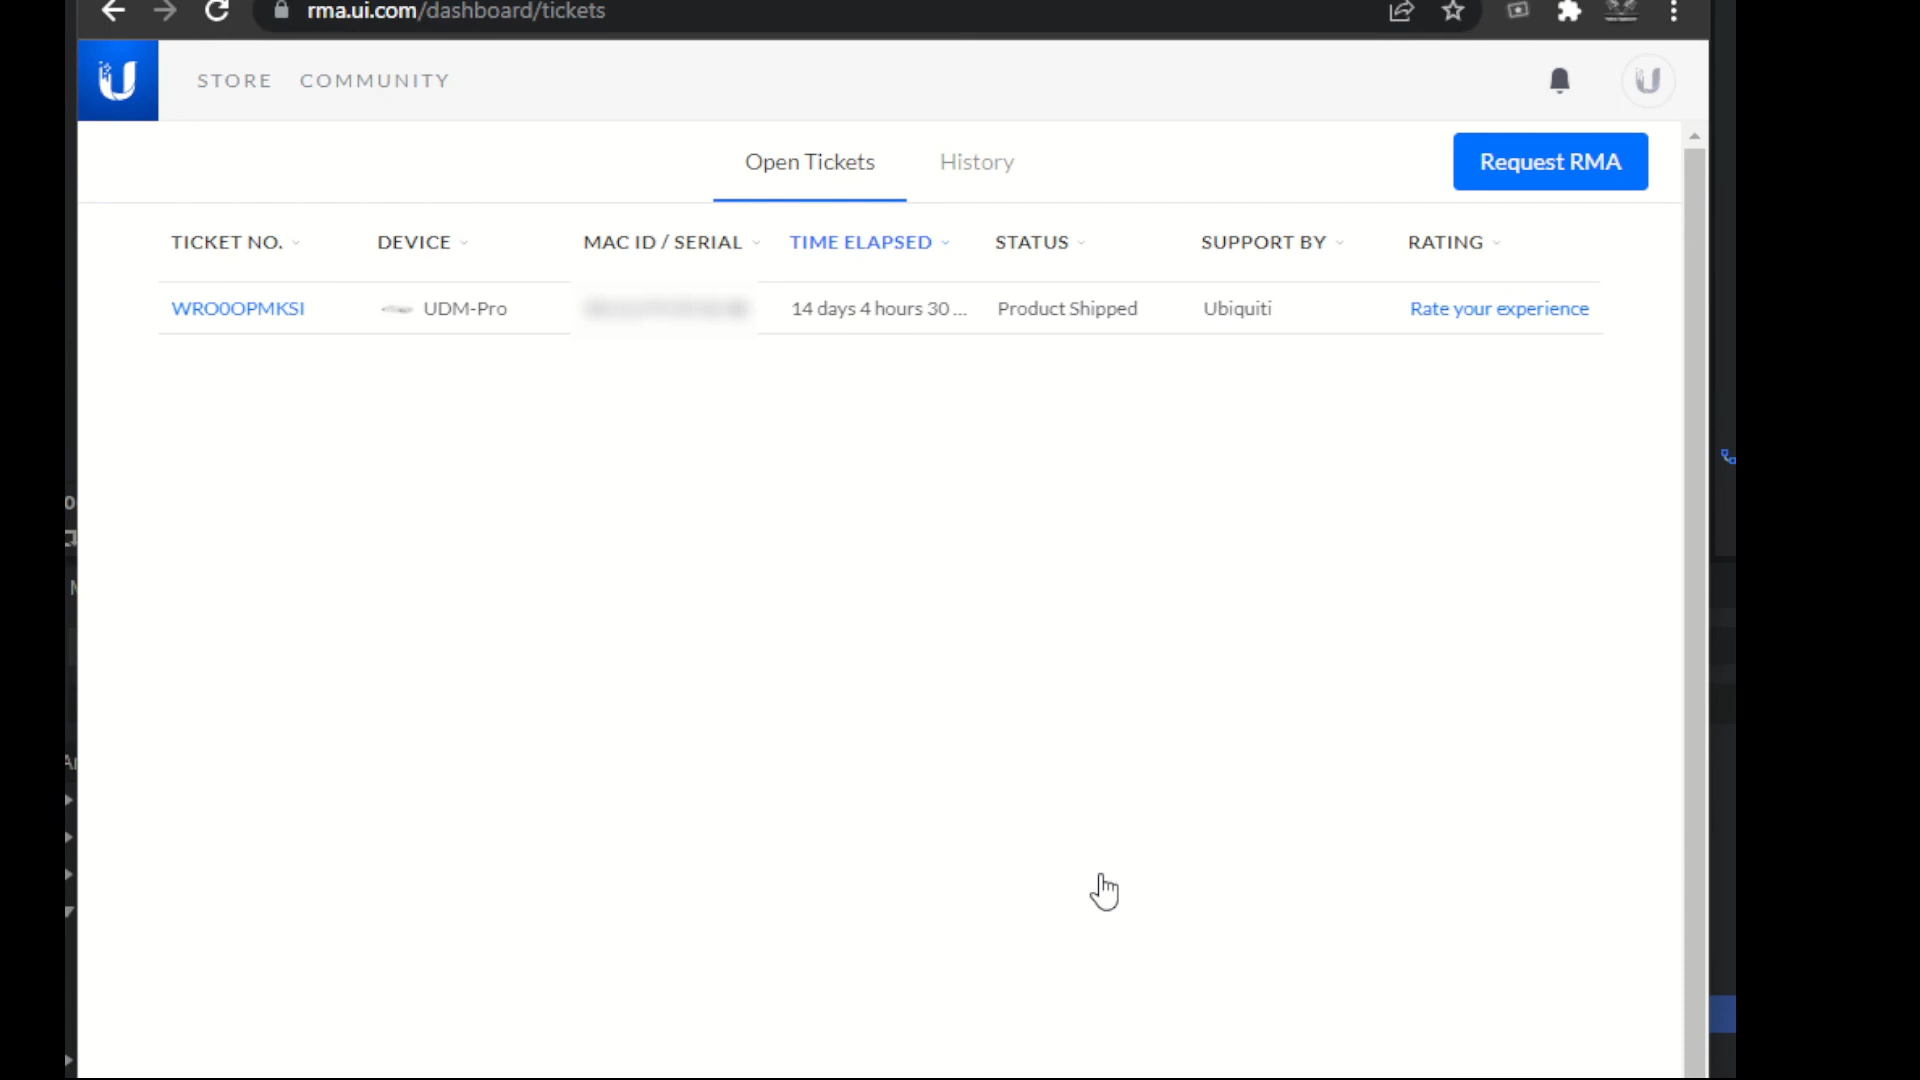 rma.ui.com/dashboard/tickets
STORE COMMUNITY
Open Tickets History Request RMA
TICKET NO. DEVICE MAC ID / SERIAL TIME ELAPSED STATUS SUPPORT BY RATING
WRO0OPMKSI UDM-Pro 14 days 4 hours 30 ... Product Shipped Ubiquiti Rate your experience